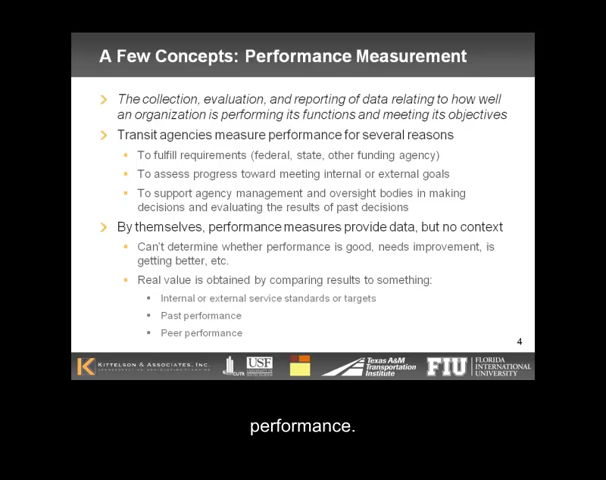 A Few Concepts: Performance Measurement
The collection, evaluation, and reporting of data relating to how well
an organization is performing its functions and meeting its objectives
Transit agencies measure performance for several reasons
To fulfill requirements (federal, state, other funding agency)
To assess progress toward meeting internal or external goals
To support agency management and oversight bodies in making
decisions and evaluating the results of past decisions
By themselves, performance measures provide data, but no context
Can't determine whether performance is good, needs improvement, is
getting better, etc.
Real value is obtained by comparing results to something:
Internal or external service standards or targets
Past performance
Peer performance
4
KITTELSON & ASSOCIATES, INC.
CUTR
USF
Texas A&M
Transportation
Institute
FIU
FLORIDA
INTERNATIONAL
UNIVERSITY
performance.